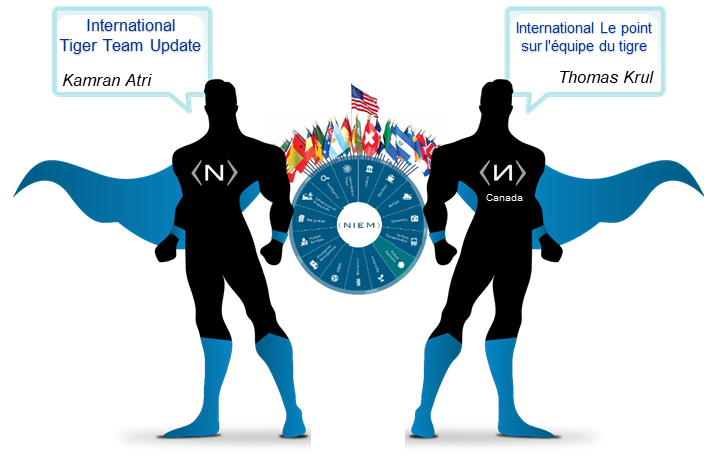 International
Tiger Team Update
Kamran Atri
International Le point
sur l'équipe du tigre
Thomas Krul
‹N›
‹И›
Canada
NIEM